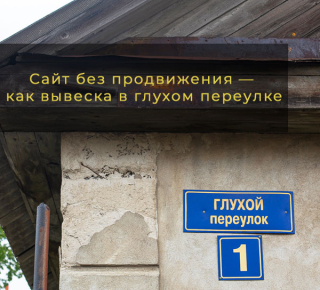 Сайт без продвижения —
как вывеска в глухом переулке
ГЛУХОЙ
переулок
1